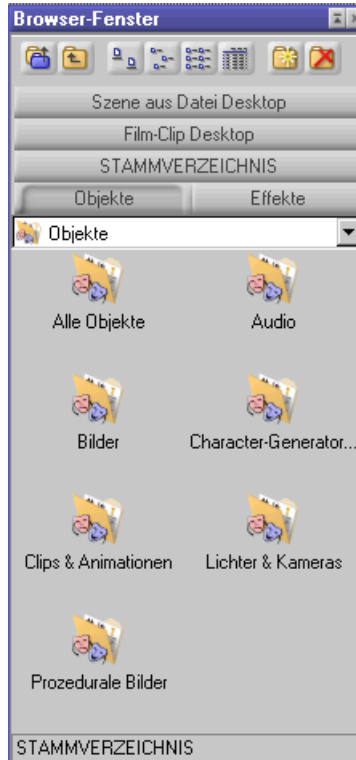 Browser-Fenster
Szene aus Datei Desktop
Film-Clip Desktop
STAMMVERZEICHNIS
Objekte Effekte
Objekte
Alle Objekte Audio
Bilder Character-Generator...
Clips & Animationen Lichter & Kameras
Prozedurale Bilder
STAMMVERZEICHNIS